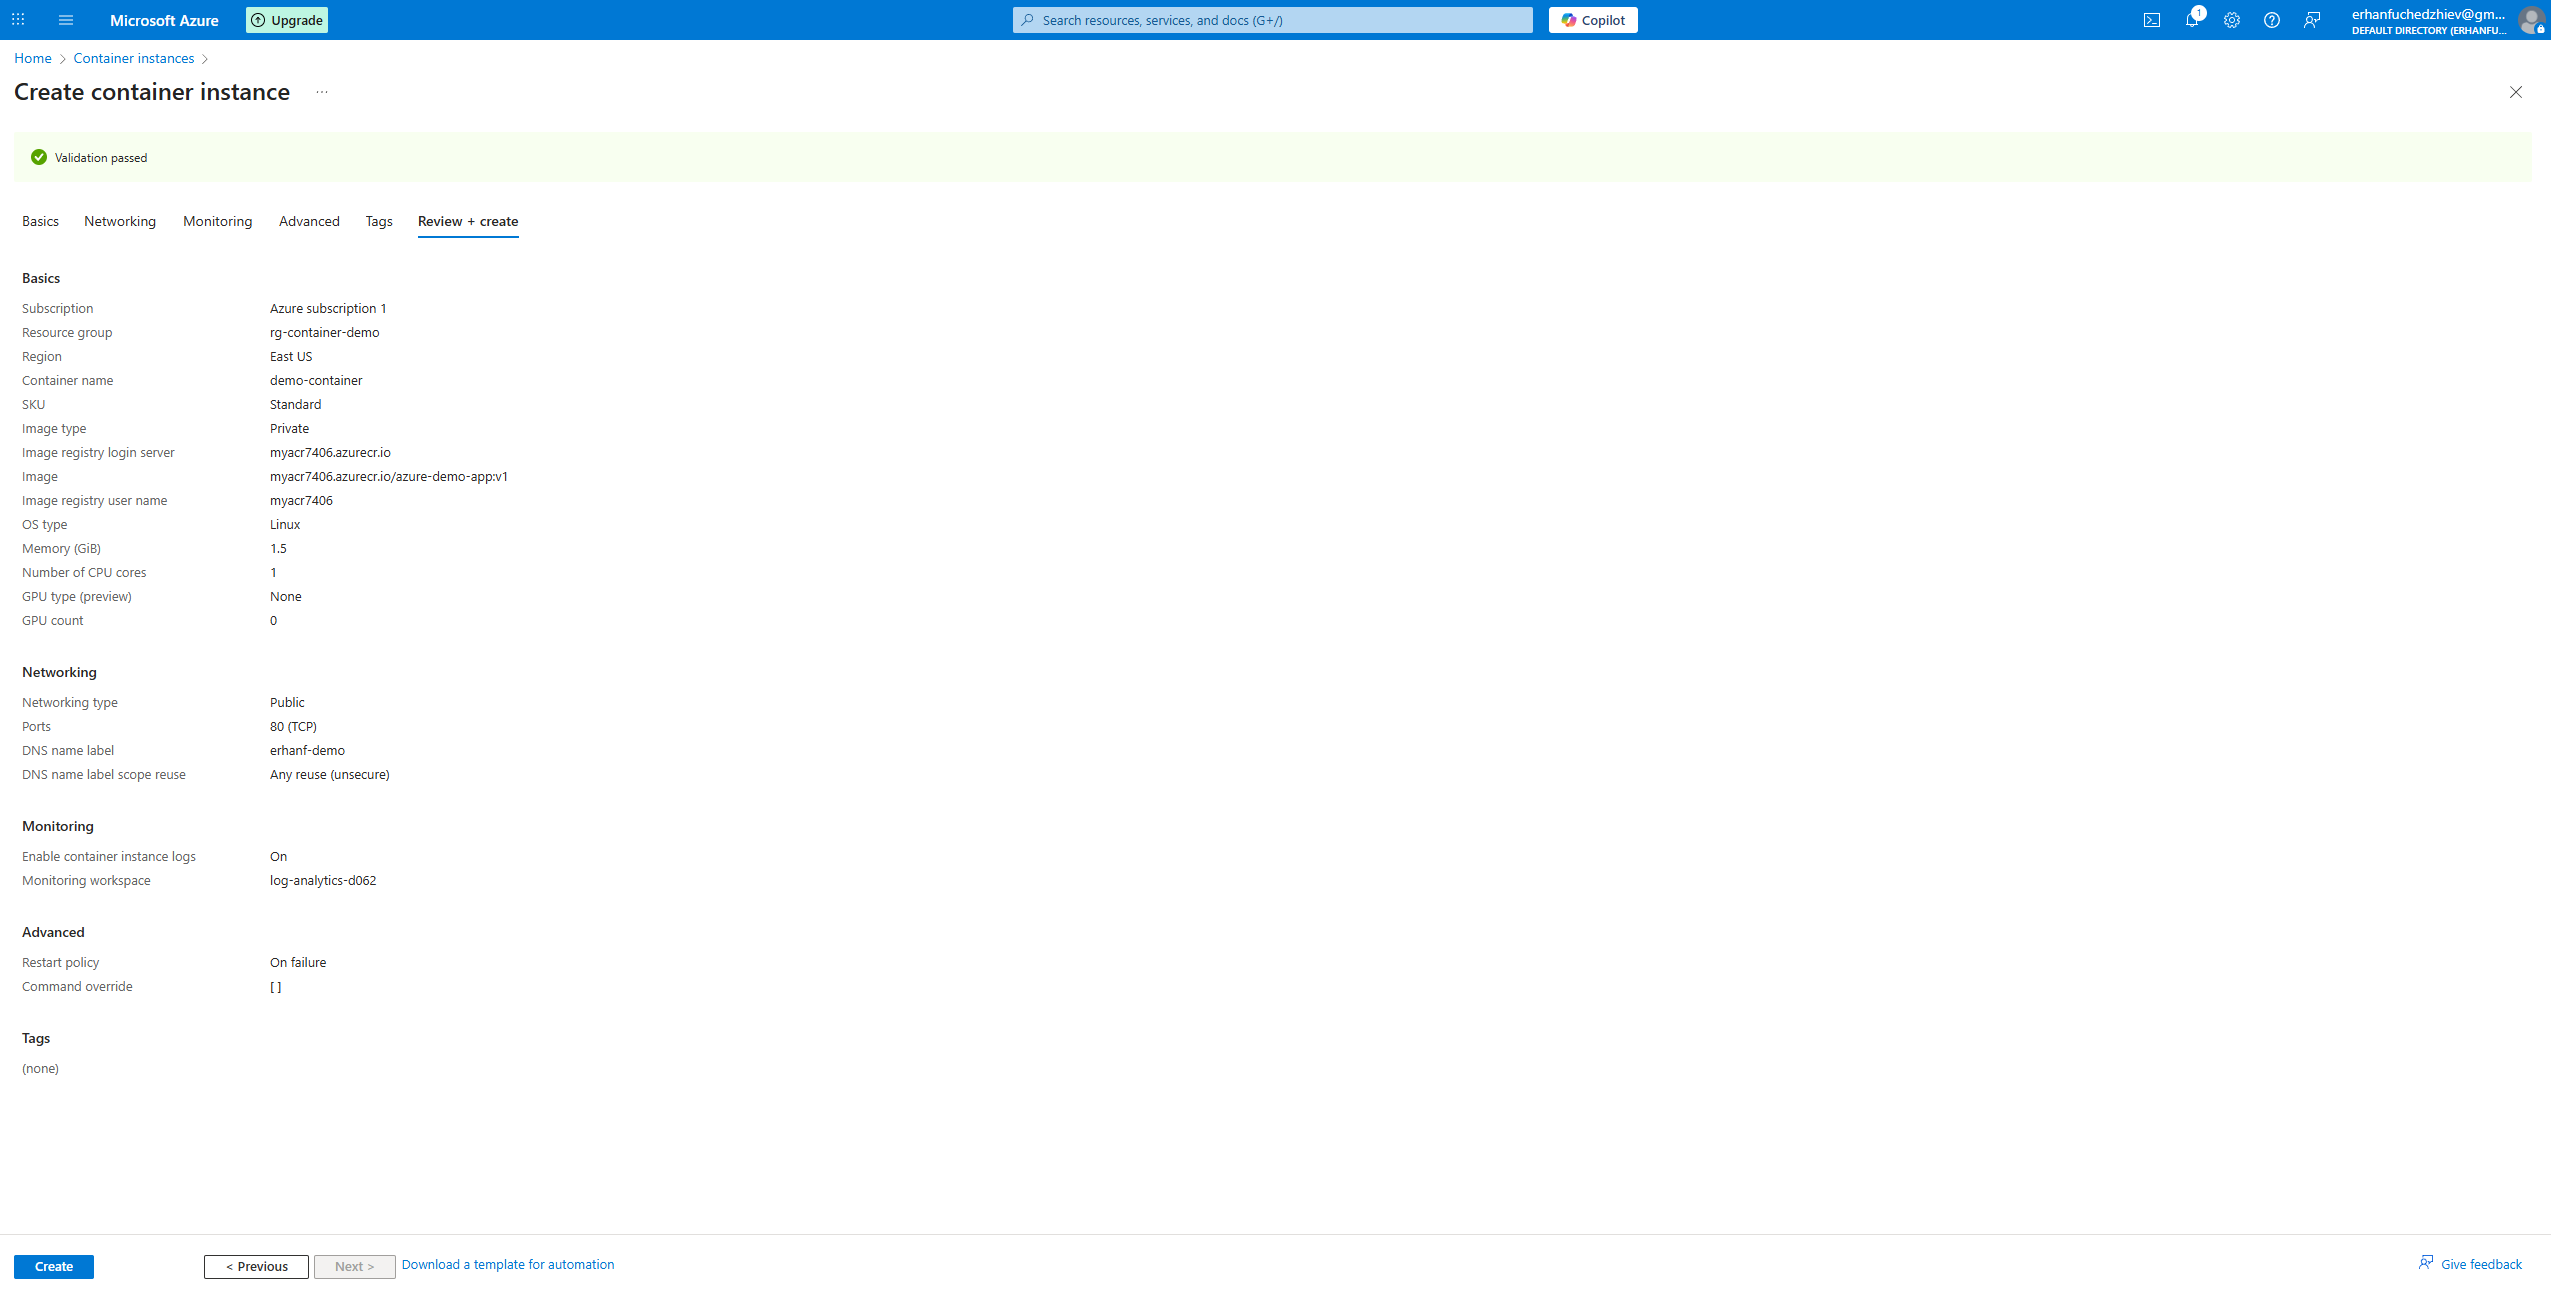 Microsoft Azure
Upgrade
Search resources, services, and docs (G+/)
Copilot
1
erhanfuchedzhiev@gm...
DEFAULT DIRECTORY (ERHANFU...
Home > Container instances >
Create container instance ...
Validation passed
Basics Networking Monitoring Advanced Tags Review + create
Basics
Subscription Azure subscription 1
Resource group rg-container-demo
Region East US
Container name demo-container
SKU Standard
Image type Private
Image registry login server myacr7406.azurecr.io
Image myacr7406.azurecr.io/azure-demo-app:v1
Image registry user name myacr7406
OS type Linux
Memory (GiB) 1.5
Number of CPU cores 1
GPU type (preview) None
GPU count 0
Networking
Networking type Public
Ports 80 (TCP)
DNS name label erhanf-demo
DNS name label scope reuse Any reuse (unsecure)
Monitoring
Enable container instance logs On
Monitoring workspace log-analytics-d062
Advanced
Restart policy On failure
Command override [ ]
Tags
(none)
Create < Previous Next > Download a template for automation Give feedback